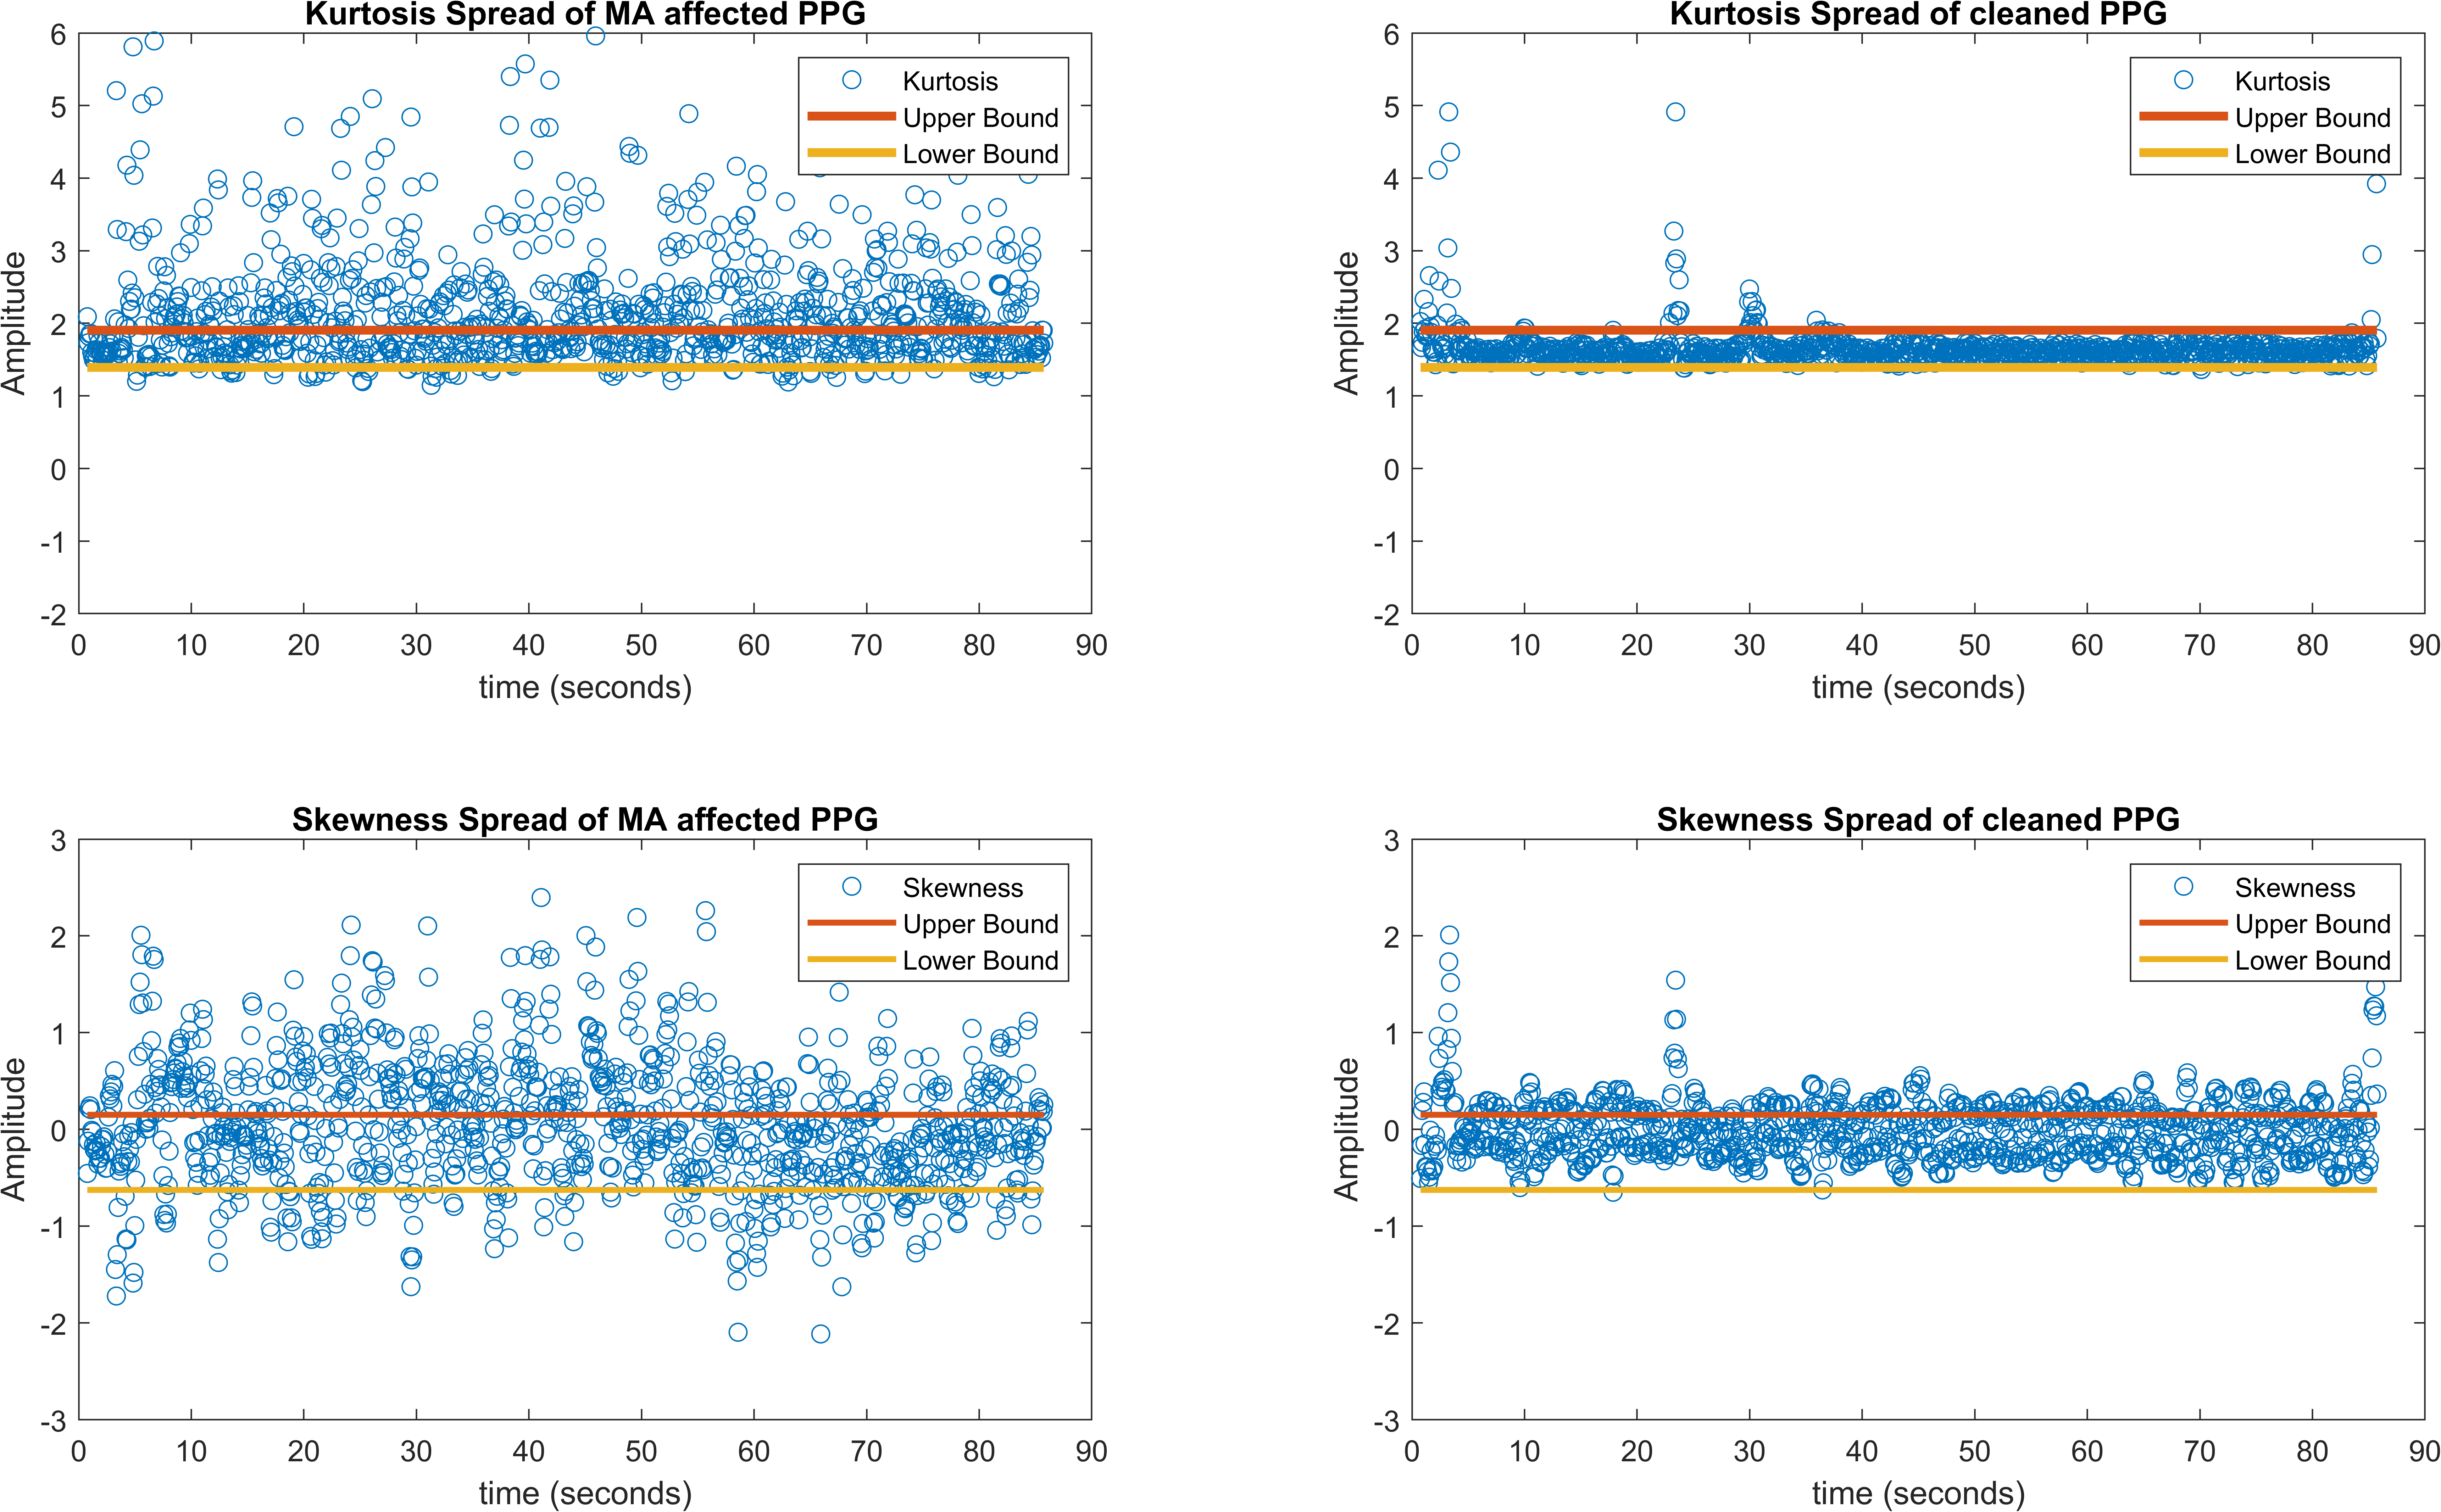 Kurtosis Spread of MA affected PPG
6
5
4
3
2
1
0
-1
-2
Amplitude
Kurtosis
Upper Bound
Lower Bound
0 10 20 30 40 50 60 70 80 90
time (seconds)
Kurtosis Spread of cleaned PPG
6
5
4
3
2
1
0
-1
-2
Amplitude
Kurtosis
Upper Bound
Lower Bound
0 10 20 30 40 50 60 70 80 90
time (seconds)
Skewness Spread of MA affected PPG
3
2
1
0
-1
-2
-3
Amplitude
Skewness
Upper Bound
Lower Bound
0 10 20 30 40 50 60 70 80 90
time (seconds)
Skewness Spread of cleaned PPG
3
2
1
0
-1
-2
-3
Amplitude
Skewness
Upper Bound
Lower Bound
0 10 20 30 40 50 60 70 80 90
time (seconds)